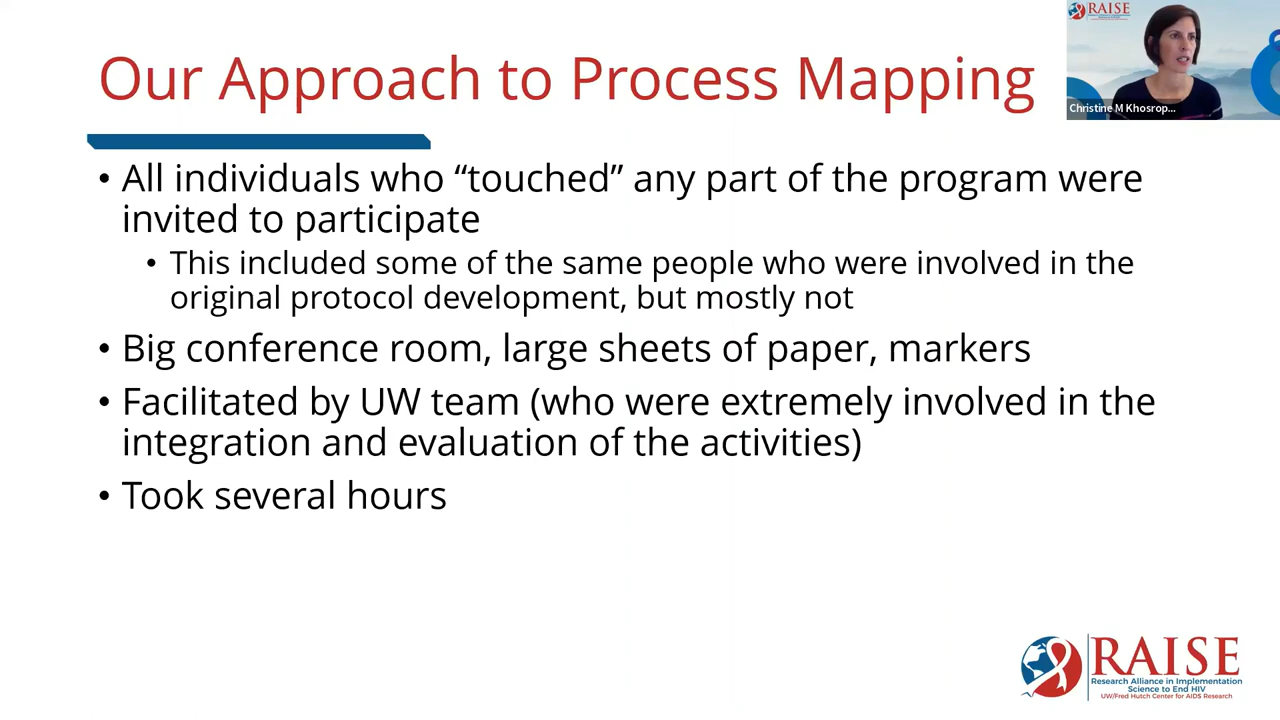 Our Approach to Process Mapping
RAISE
Christine M Khosrop...
• All individuals who “touched” any part of the program were
invited to participate
• This included some of the same people who were involved in the
original protocol development, but mostly not
• Big conference room, large sheets of paper, markers
• Facilitated by UW team (who were extremely involved in the
integration and evaluation of the activities)
• Took several hours
RAISE
Research Alliance in Implementation
Science to End HIV
UW/Fred Hutch Center for AIDS Research